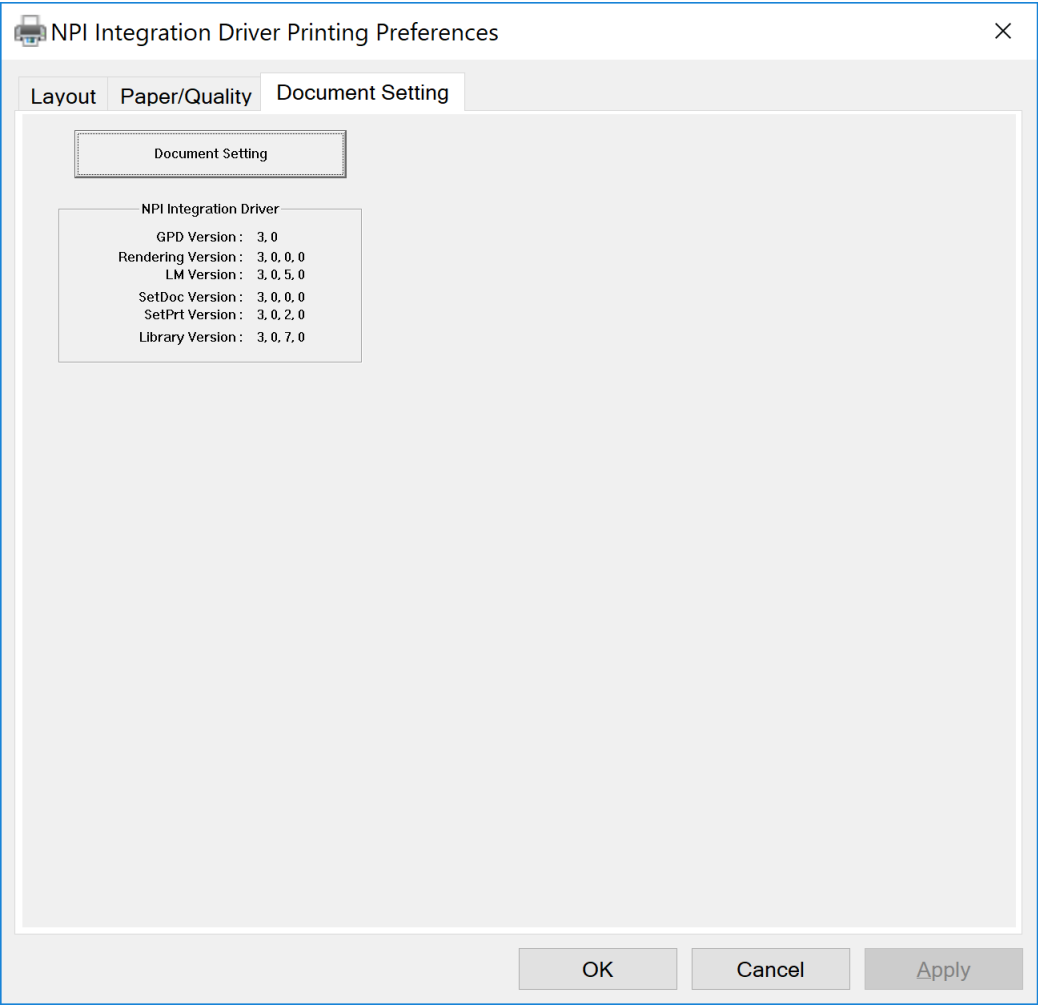 NPI Integration Driver Printing Preferences
Layout
Paper/Quality
Document Setting
Document Setting
NPI Integration Driver
GPD Version : 3, 0
Rendering Version : 3, 0, 0, 0
LM Version : 3, 0, 5, 0
SetDoc Version : 3, 0, 0, 0
SetPrt Version : 3, 0, 2, 0
Library Version : 3, 0, 7, 0
OK
Cancel
Apply